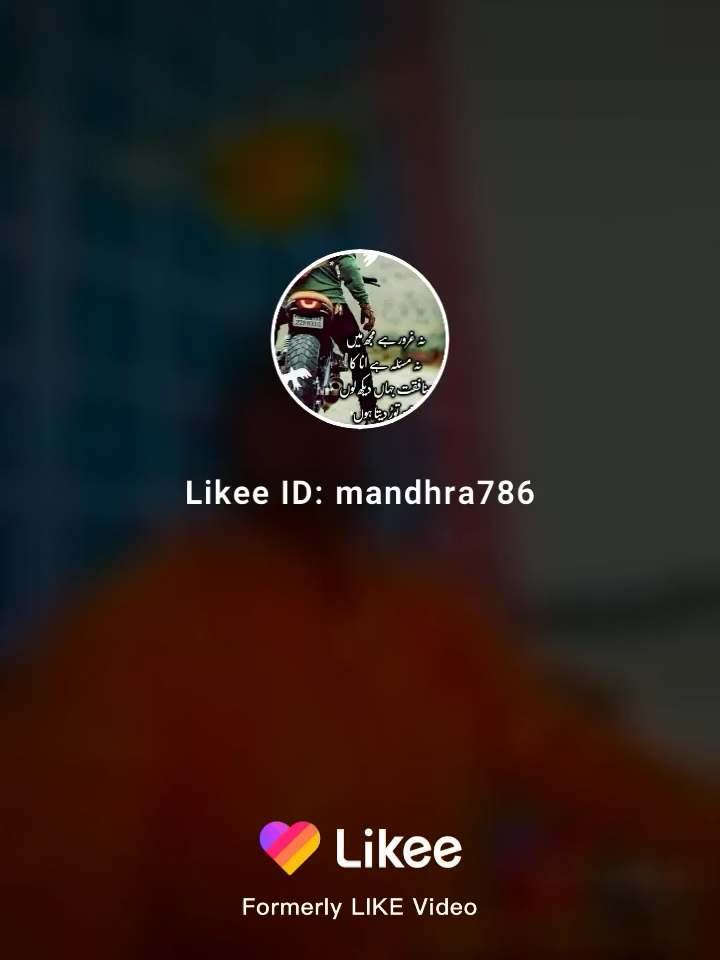 نہ غرور ہے مجھ میں
نہ مسئلہ ہے انا کا
منافقت جہاں دیکھ لوں
توڑ دیتا ہوں
Likee ID: mandhra786
Likee
Formerly LIKE Video